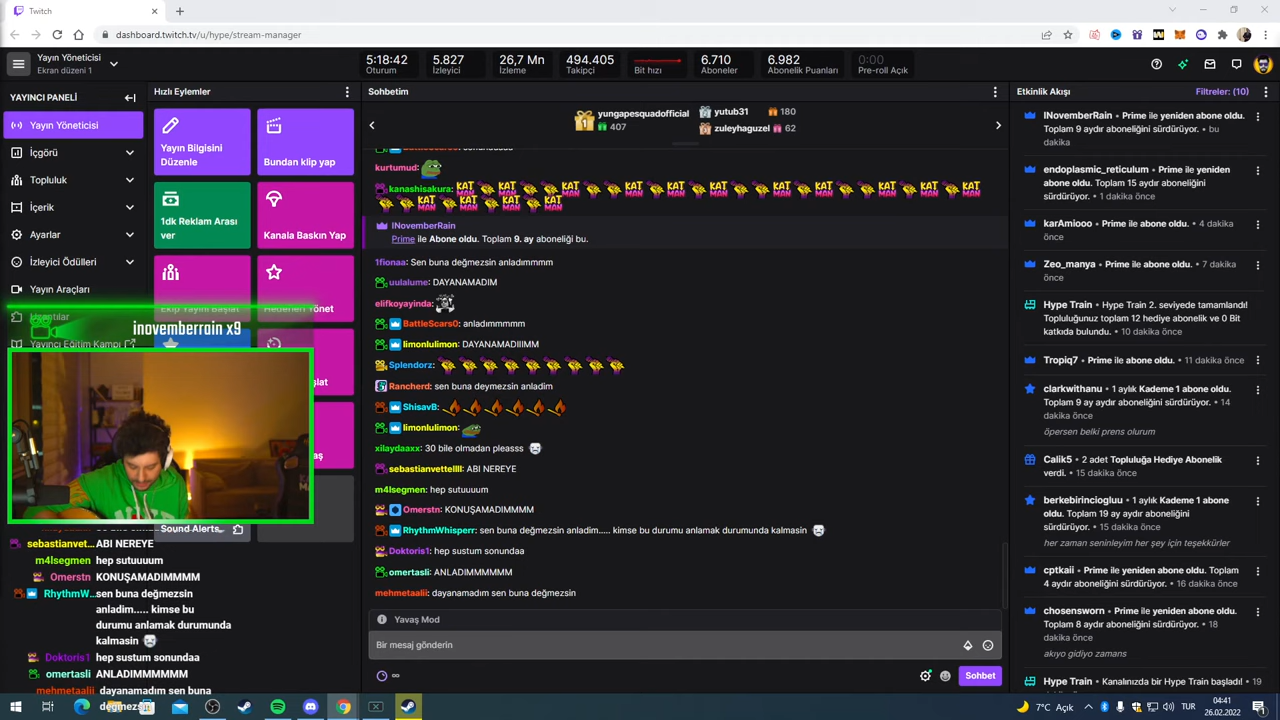 Twitch
dashboard.twitch.tv/u/hype/stream-manager
Yayın Yöneticisi
Ekran düzeni 1
5:18:42
Oturum
5.827
İzleyici
26,7 Mn
İzleme
494.405
Takipçi
Bit hızı
6.710
Aboneler
6.982
Abonelik Puanları
0:00
Pre-roll Açık
YAYINCI PANELİ
Yayın Yöneticisi
İçgörü
Topluluk
İçerik
Ayarlar
İzleyici Ödülleri
Yayın Araçları
Uzantılar
Yayıncı Eğitim Kampı
inovemberrain x9
Hızlı Eylemler
Yayın Bilgisini
Düzenle
Bundan klip yap
1dk Reklam Arası
ver
Kanala Baskın Yap
Ekip Yayını Başlat
Hedefleri Yönet
Sound Alerts
sebastianvet... ABI NEREYE
m4lsegmen hep sutuuuum
Omerstn KONUŞAMADIMMMM
RhythmW... sen buna değmezsin
anladim..... kimse bu
durumu anlamak durumunda
kalmasin
Doktoris1 hep sustum sonundaa
omertasli ANLADIMMMMMM
mehmetaalii dayanamadım sen buna
değmezsin
Sohbetim
yungapesquadofficial
407
yutub31 180
zuleyhaguzel 62
kurtumud:
kanashisakura: KAT MAN
INovemberRain
Prime ile Abone oldu. Toplam 9. ay aboneliği bu.
1fionaa: Sen buna değmezsin anladımmmm
uulalume: DAYANAMADIM
elifkoyayinda:
BattleScars0: anladımmmmm
limonlulimon: DAYANAMADIIIMM
Splendorz:
Rancherd: sen buna deymezsin anladim
ShisavB:
limonlulimon:
xilaydaaxx: 30 bile olmadan pleasss
sebastianvettellll: ABI NEREYE
m4lsegmen: hep sutuuuum
Omerstn: KONUŞAMADIMMMM
RhythmWhisperr: sen buna değmezsin anladim..... kimse bu durumu anlamak durumunda kalmasin
Doktoris1: hep sustum sonundaa
omertasli: ANLADIMMMMMM
mehmetaalii: dayanamadım sen buna değmezsin
Yavaş Mod
Bir mesaj gönderin
Sohbet
Etkinlik Akışı
Filtreler: (10)
INovemberRain • Prime ile yeniden abone oldu.
Toplam 9 aydır aboneliğini sürdürüyor. • bu
dakika
endoplasmic_reticulum • Prime ile yeniden
abone oldu. Toplam 15 aydır aboneliğini
sürdürüyor. • 1 dakika önce
karAmiooo • Prime ile abone oldu. • 4 dakika
önce
Zeo_manya • Prime ile abone oldu. • 7 dakika
önce
Hype Train • Hype Train 2. seviyede tamamlandı!
Topluluğunuz toplam 12 hediye abonelik ve 0 Bit
katkıda bulundu. • 10 dakika önce
Tropiq7 • Prime ile abone oldu. • 11 dakika önce
clarkwithanu • 1 aylık Kademe 1 abone oldu.
Toplam 9 ay aydır aboneliğini sürdürüyor. • 14
dakika önce
öpersen belki prens olurum
Calik5 • 2 adet Topluluğa Hediye Abonelik
verdi. • 15 dakika önce
berkebirinciogluu • 1 aylık Kademe 1 abone
oldu. Toplam 19 ay aydır aboneliğini
sürdürüyor. • 15 dakika önce
her zaman seninleyim her şey için teşekkürler
cptkaii • Prime ile yeniden abone oldu. Toplam
4 aydır aboneliğini sürdürüyor. • 16 dakika önce
chosensworn • Prime ile yeniden abone oldu.
Toplam 8 aydır aboneliğini sürdürüyor. • 18
dakika önce
akıyo gidiyo zamans
Hype Train • Kanalınızda bir Hype Train başladı! • 19
7°C Açık
TUR
04:41
26.02.2022